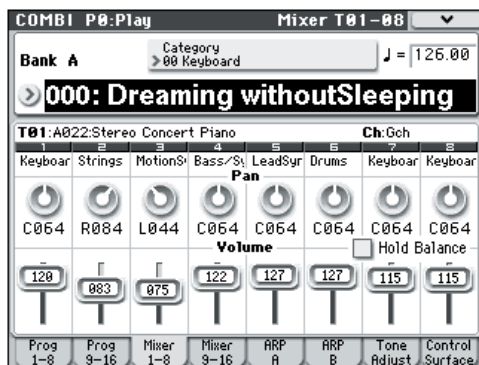 COMBI P0:Play Mixer T01-08
Bank A
Category
00 Keyboard
♩ = 126.00
000: Dreaming withoutSleeping
T01:A022:Stereo Concert Piano Ch:Gch
1 2 3 4 5 6 7 8
Keyboar Strings MotionS Bass/Sy LeadSyr Drums Keyboar Keyboar
Pan
C064 R084 L044 C064 C064 C064 C064 C064
Volume Hold Balance
120 083 075 122 127 127 115 115
Prog 1-8 Prog 9-16 Mixer 1-8 Mixer 9-16 ARP A ARP B Tone Adjust Control Surface